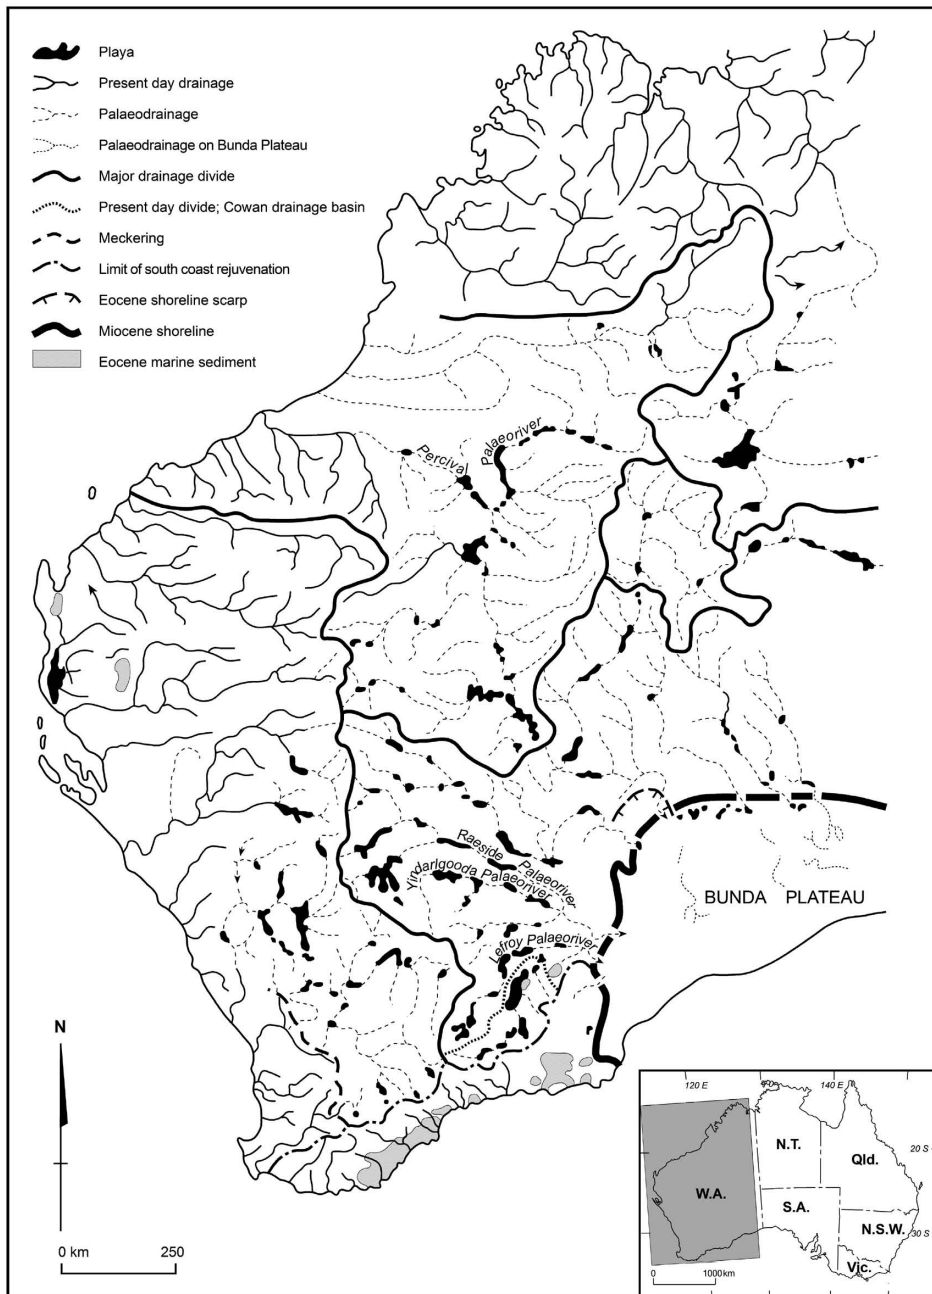 Playa
Present day drainage
Palaeodrainage
Palaeodrainage on Bunda Plateau
Major drainage divide
Present day divide; Cowan drainage basin
Meckering
Limit of south coast rejuvenation
Eocene shoreline scarp
Miocene shoreline
Eocene marine sediment
Percival Palaeoriver
Raeside Palaeoriver
Yindarlgooda Palaeoriver
BUNDA PLATEAU
Lefroy Palaeoriver
N
0 km 250
120 E 140 E
N.T.
Qld.
20 S
W.A.
S.A.
N.S.W.
30 S
Vic.
0 1000km